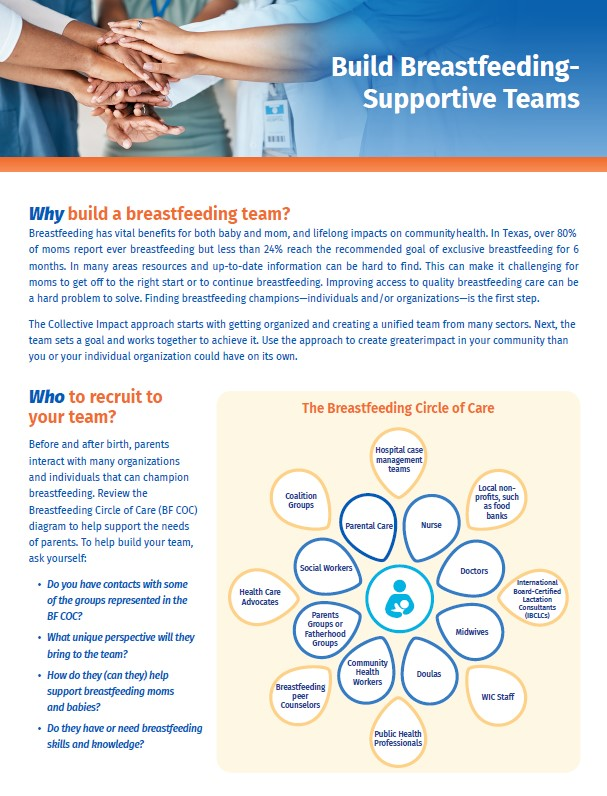 Build Breastfeeding-
Supportive Teams
Why build a breastfeeding team?
Breastfeeding has vital benefits for both baby and mom, and lifelong impacts on communityhealth. In Texas, over 80%
of moms report ever breastfeeding but less than 24% reach the recommended goal of exclusive breastfeeding for 6
months. In many areas resources and up-to-date information can be hard to find. This can make it challenging for
moms to get off to the right start or to continue breastfeeding. Improving access to quality breastfeeding care can be
a hard problem to solve. Finding breastfeeding champions—individuals and/or organizations—is the first step.
The Collective Impact approach starts with getting organized and creating a unified team from many sectors. Next, the
team sets a goal and works together to achieve it. Use the approach to create greaterimpact in your community than
you or your individual organization could have on its own.
Who to recruit to
your team?
Before and after birth, parents
interact with many organizations
and individuals that can champion
breastfeeding. Review the
Breastfeeding Circle of Care (BF COC)
diagram to help support the needs
of parents. To help build your team,
ask yourself:
• Do you have contacts with some
of the groups represented in the
BF COC?
• What unique perspective will they
bring to the team?
• How do they (can they) help
support breastfeeding moms
and babies?
• Do they have or need breastfeeding
skills and knowledge?
The Breastfeeding Circle of Care
Hospital case
management
teams
Coalition
Groups
Local non-
profits, such
as food
banks
Parental Care
Nurse
Social Workers
Doctors
Health Care
Advocates
International
Board-Certified
Lactation
Consultants
(IBCLCs)
Parents
Groups or
Fatherhood
Groups
Midwives
Community
Health
Workers
Doulas
Breastfeeding
peer
Counselors
WIC Staff
Public Health
Professionals